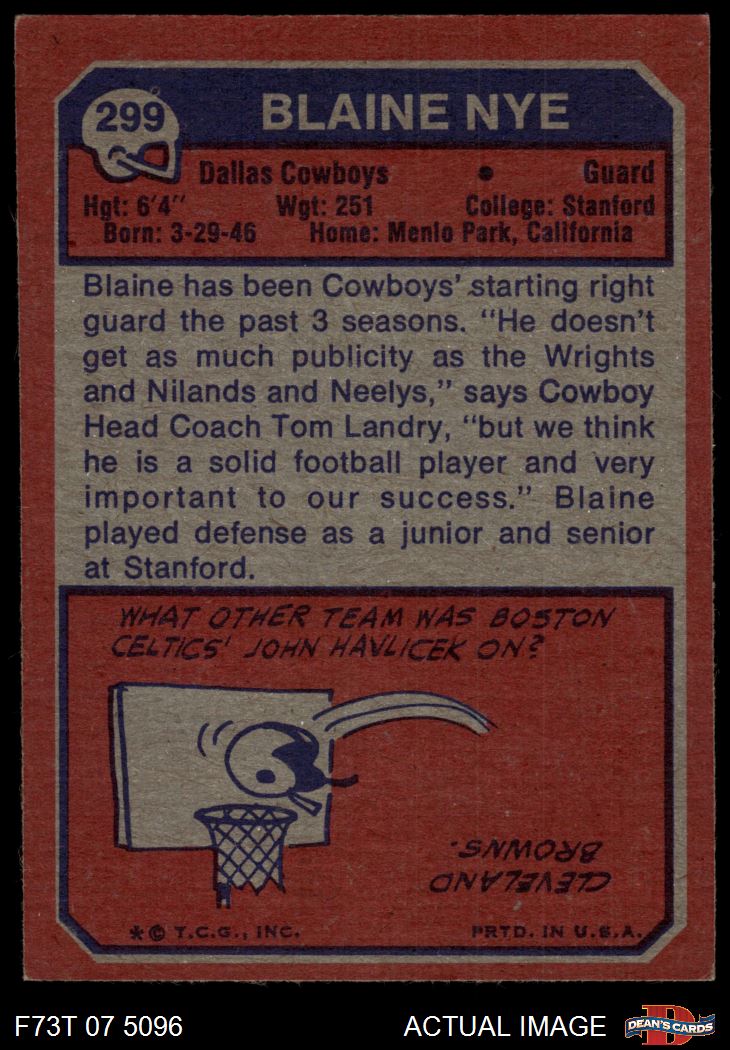 299
BLAINE NYE
Dallas Cowboys • Guard
Hgt: 6'4" Wgt: 251 College: Stanford
Born: 3-29-46 Home: Menlo Park, California
Blaine has been Cowboys' starting right
guard the past 3 seasons. "He doesn't
get as much publicity as the Wrights
and Nilands and Neelys," says Cowboy
Head Coach Tom Landry, "but we think
he is a solid football player and very
important to our success." Blaine
played defense as a junior and senior
at Stanford.
WHAT OTHER TEAM WAS BOSTON
CELTICS' JOHN HAVLICEK ON?
CLEVELAND
BROWNS.
* © T.C.G., INC. PRTD. IN U.S.A.
F73T 07 5096 ACTUAL IMAGE D DEAN'S CARDS